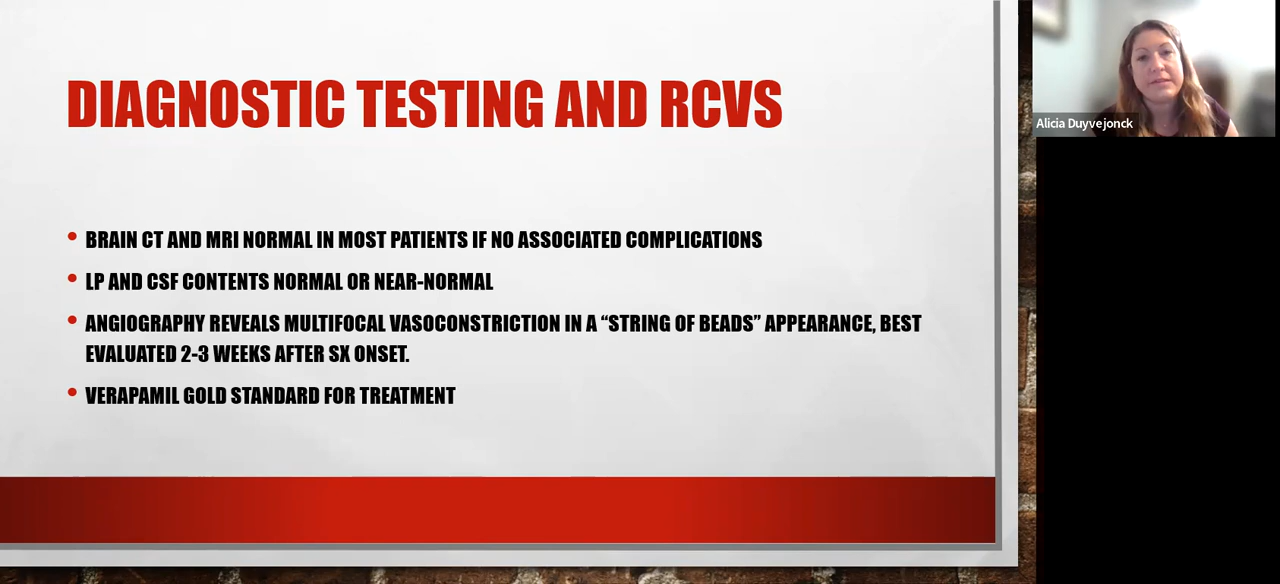 DIAGNOSTIC TESTING AND RCVS
• BRAIN CT AND MRI NORMAL IN MOST PATIENTS IF NO ASSOCIATED COMPLICATIONS
• LP AND CSF CONTENTS NORMAL OR NEAR-NORMAL
• ANGIOGRAPHY REVEALS MULTIFOCAL VASOCONSTRICTION IN A “STRING OF BEADS” APPEARANCE, BEST
EVALUATED 2-3 WEEKS AFTER SX ONSET.
• VERAPAMIL GOLD STANDARD FOR TREATMENT
Alicia Duyvejonck